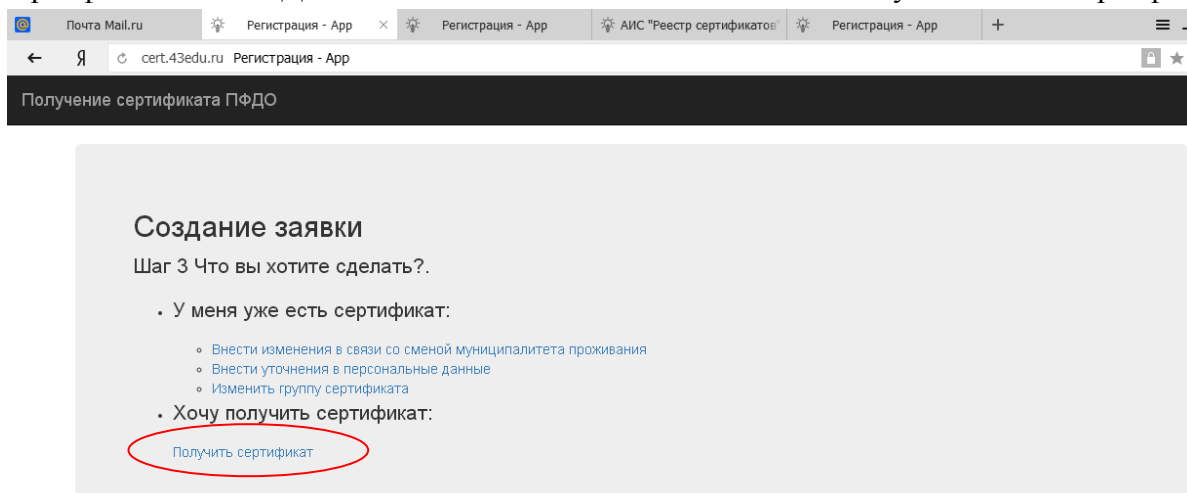 Почта Mail.ru
Регистрация - App
Регистрация - App
АИС "Реестр сертификатов"
Регистрация - App
cert.43edu.ru Регистрация - App
Получение сертификата ПФДО
Создание заявки
Шаг 3 Что вы хотите сделать?.
У меня уже есть сертификат:
Внести изменения в связи со сменой муниципалитета проживания
Внести уточнения в персональные данные
Изменить группу сертификата
Хочу получить сертификат:
Получить сертификат